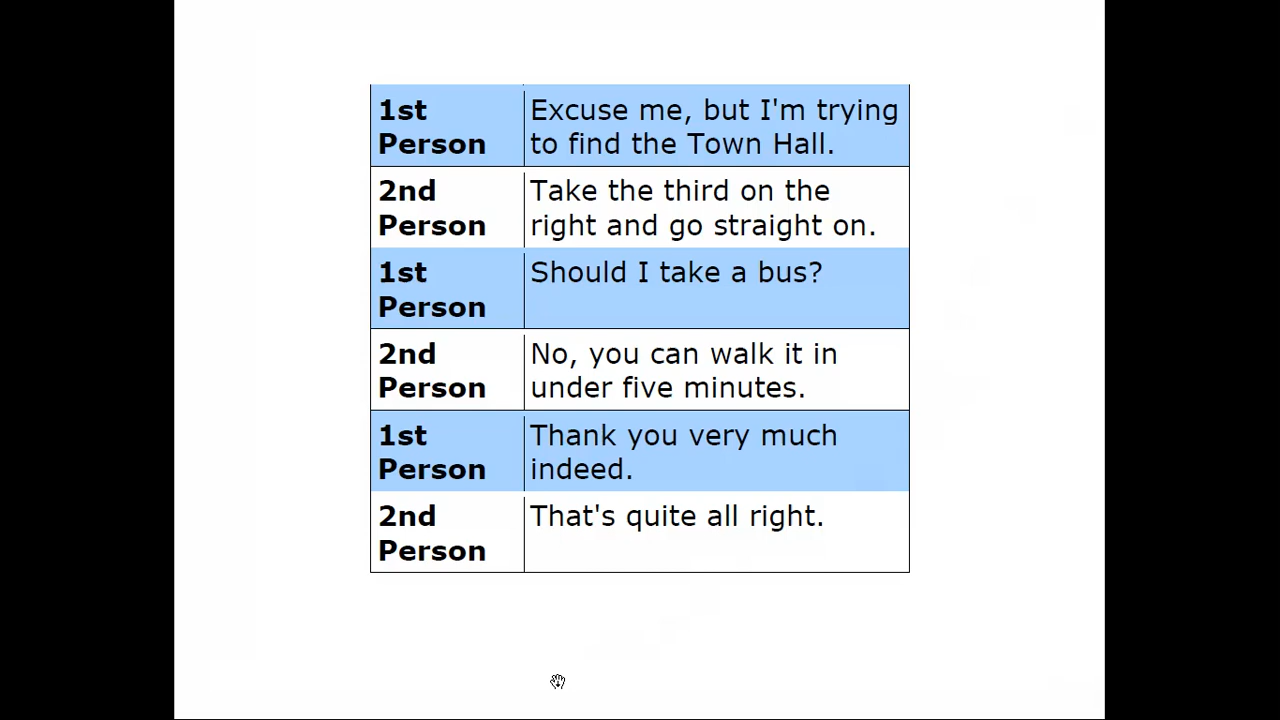 1st Person
Excuse me, but I'm trying
to find the Town Hall.
2nd Person
Take the third on the
right and go straight on.
1st Person
Should I take a bus?
2nd Person
No, you can walk it in
under five minutes.
1st Person
Thank you very much
indeed.
2nd Person
That's quite all right.